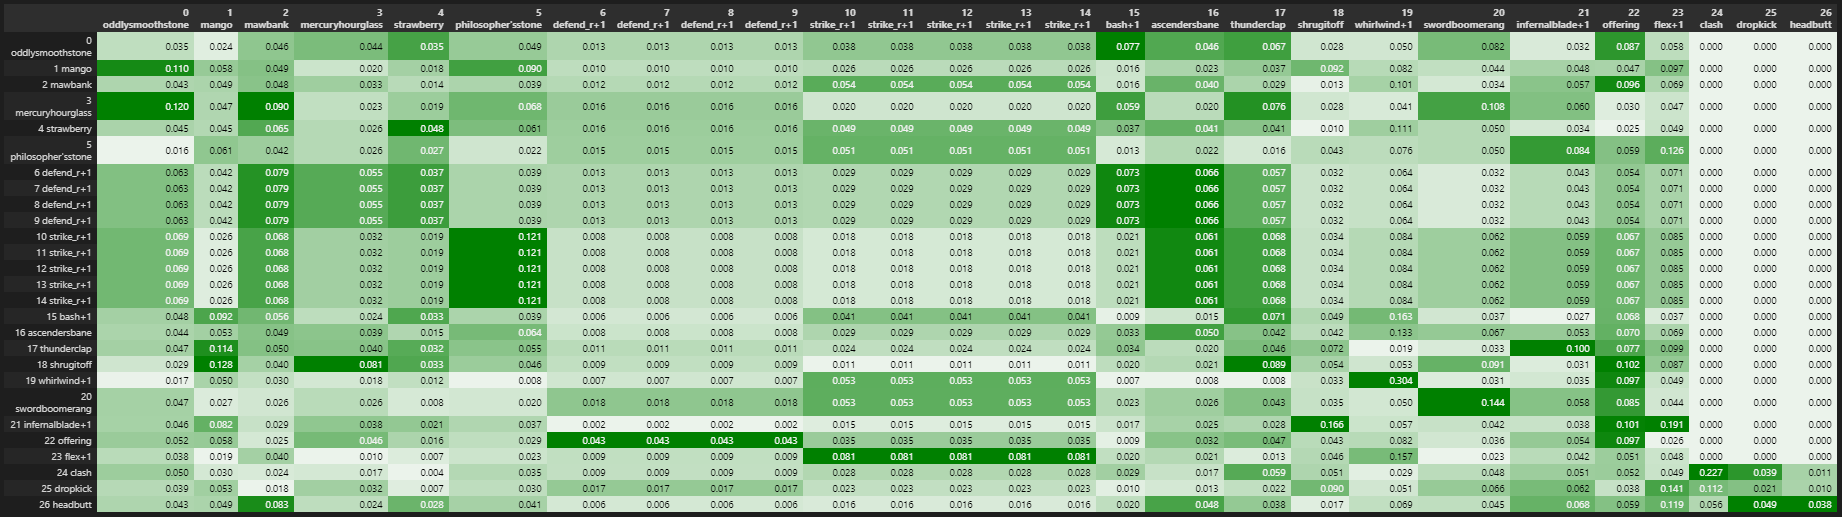 0 1 2 3 4 5 6 7 8 9 10 11 12 13 14 15 16 17 18 19 20 21 22 23 24 25 26
oddlysmoothstone mango mawbank mercuryhourglass strawberry philosopher'sstone defend_r+1 defend_r+1 defend_r+1 defend_r+1 strike_r+1 strike_r+1 strike_r+1 strike_r+1 strike_r+1 bash+1 ascendersbane thunderclap shrugitoff whirlwind+1 swordboomerang infernalblade+1 offering flex+1 clash dropkick headbutt
0
oddlysmoothstone 0.035 0.024 0.046 0.044 0.035 0.049 0.013 0.013 0.013 0.013 0.038 0.038 0.038 0.038 0.038 0.077 0.046 0.067 0.028 0.050 0.082 0.032 0.087 0.058 0.000 0.000 0.000
1 mango 0.110 0.058 0.049 0.020 0.018 0.090 0.010 0.010 0.010 0.010 0.026 0.026 0.026 0.026 0.026 0.016 0.023 0.037 0.092 0.082 0.044 0.048 0.047 0.097 0.000 0.000 0.000
2 mawbank 0.043 0.049 0.048 0.033 0.014 0.039 0.012 0.012 0.012 0.012 0.054 0.054 0.054 0.054 0.054 0.016 0.040 0.029 0.013 0.101 0.034 0.057 0.096 0.069 0.000 0.000 0.000
3
mercuryhourglass 0.120 0.047 0.090 0.023 0.019 0.068 0.016 0.016 0.016 0.016 0.020 0.020 0.020 0.020 0.020 0.059 0.020 0.076 0.028 0.041 0.108 0.060 0.030 0.047 0.000 0.000 0.000
4 strawberry 0.045 0.045 0.065 0.026 0.048 0.061 0.016 0.016 0.016 0.016 0.049 0.049 0.049 0.049 0.049 0.037 0.041 0.041 0.010 0.111 0.050 0.034 0.025 0.049 0.000 0.000 0.000
5
philosopher'sstone 0.016 0.061 0.042 0.026 0.027 0.022 0.015 0.015 0.015 0.015 0.051 0.051 0.051 0.051 0.051 0.013 0.022 0.016 0.043 0.076 0.050 0.084 0.059 0.126 0.000 0.000 0.000
6 defend_r+1 0.063 0.042 0.079 0.055 0.037 0.039 0.013 0.013 0.013 0.013 0.029 0.029 0.029 0.029 0.029 0.073 0.066 0.057 0.032 0.064 0.032 0.043 0.054 0.071 0.000 0.000 0.000
7 defend_r+1 0.063 0.042 0.079 0.055 0.037 0.039 0.013 0.013 0.013 0.013 0.029 0.029 0.029 0.029 0.029 0.073 0.066 0.057 0.032 0.064 0.032 0.043 0.054 0.071 0.000 0.000 0.000
8 defend_r+1 0.063 0.042 0.079 0.055 0.037 0.039 0.013 0.013 0.013 0.013 0.029 0.029 0.029 0.029 0.029 0.073 0.066 0.057 0.032 0.064 0.032 0.043 0.054 0.071 0.000 0.000 0.000
9 defend_r+1 0.063 0.042 0.079 0.055 0.037 0.039 0.013 0.013 0.013 0.013 0.029 0.029 0.029 0.029 0.029 0.073 0.066 0.057 0.032 0.064 0.032 0.043 0.054 0.071 0.000 0.000 0.000
10 strike_r+1 0.069 0.026 0.068 0.032 0.019 0.121 0.008 0.008 0.008 0.008 0.018 0.018 0.018 0.018 0.018 0.021 0.061 0.068 0.034 0.084 0.062 0.059 0.067 0.085 0.000 0.000 0.000
11 strike_r+1 0.069 0.026 0.068 0.032 0.019 0.121 0.008 0.008 0.008 0.008 0.018 0.018 0.018 0.018 0.018 0.021 0.061 0.068 0.034 0.084 0.062 0.059 0.067 0.085 0.000 0.000 0.000
12 strike_r+1 0.069 0.026 0.068 0.032 0.019 0.121 0.008 0.008 0.008 0.008 0.018 0.018 0.018 0.018 0.018 0.021 0.061 0.068 0.034 0.084 0.062 0.059 0.067 0.085 0.000 0.000 0.000
13 strike_r+1 0.069 0.026 0.068 0.032 0.019 0.121 0.008 0.008 0.008 0.008 0.018 0.018 0.018 0.018 0.018 0.021 0.061 0.068 0.034 0.084 0.062 0.059 0.067 0.085 0.000 0.000 0.000
14 strike_r+1 0.069 0.026 0.068 0.032 0.019 0.121 0.008 0.008 0.008 0.008 0.018 0.018 0.018 0.018 0.018 0.021 0.061 0.068 0.034 0.084 0.062 0.059 0.067 0.085 0.000 0.000 0.000
15 bash+1 0.048 0.092 0.056 0.024 0.033 0.039 0.006 0.006 0.006 0.006 0.041 0.041 0.041 0.041 0.041 0.009 0.015 0.071 0.049 0.163 0.037 0.027 0.068 0.037 0.000 0.000 0.000
16 ascendersbane 0.044 0.053 0.049 0.039 0.015 0.064 0.008 0.008 0.008 0.008 0.029 0.029 0.029 0.029 0.029 0.033 0.050 0.042 0.042 0.133 0.067 0.053 0.070 0.069 0.000 0.000 0.000
17 thunderclap 0.047 0.114 0.050 0.040 0.032 0.055 0.011 0.011 0.011 0.011 0.024 0.024 0.024 0.024 0.024 0.034 0.020 0.046 0.072 0.019 0.033 0.100 0.077 0.099 0.000 0.000 0.000
18 shrugitoff 0.029 0.128 0.040 0.081 0.033 0.046 0.009 0.009 0.009 0.009 0.011 0.011 0.011 0.011 0.011 0.020 0.021 0.089 0.054 0.053 0.091 0.031 0.102 0.087 0.000 0.000 0.000
19 whirlwind+1 0.017 0.050 0.030 0.018 0.012 0.008 0.007 0.007 0.007 0.007 0.053 0.053 0.053 0.053 0.053 0.007 0.008 0.008 0.033 0.304 0.031 0.035 0.097 0.049 0.000 0.000 0.000
20
swordboomerang 0.047 0.027 0.026 0.026 0.008 0.020 0.018 0.018 0.018 0.018 0.053 0.053 0.053 0.053 0.053 0.023 0.026 0.043 0.035 0.050 0.144 0.058 0.085 0.044 0.000 0.000 0.000
21 infernalblade+1 0.046 0.082 0.029 0.038 0.021 0.037 0.002 0.002 0.002 0.002 0.015 0.015 0.015 0.015 0.015 0.017 0.025 0.028 0.166 0.057 0.042 0.038 0.101 0.191 0.000 0.000 0.000
22 offering 0.052 0.058 0.025 0.046 0.016 0.029 0.043 0.043 0.043 0.043 0.035 0.035 0.035 0.035 0.035 0.009 0.032 0.047 0.043 0.082 0.036 0.054 0.097 0.026 0.000 0.000 0.000
23 flex+1 0.038 0.019 0.040 0.010 0.007 0.023 0.009 0.009 0.009 0.009 0.081 0.081 0.081 0.081 0.081 0.020 0.021 0.013 0.046 0.157 0.023 0.042 0.051 0.048 0.000 0.000 0.000
24 clash 0.050 0.030 0.024 0.017 0.004 0.035 0.009 0.009 0.009 0.009 0.028 0.028 0.028 0.028 0.028 0.029 0.017 0.059 0.051 0.029 0.048 0.051 0.052 0.049 0.227 0.039 0.011
25 dropkick 0.039 0.053 0.018 0.032 0.007 0.030 0.017 0.017 0.017 0.017 0.023 0.023 0.023 0.023 0.023 0.010 0.013 0.022 0.090 0.051 0.066 0.062 0.038 0.141 0.112 0.021 0.010
26 headbutt 0.043 0.049 0.083 0.024 0.028 0.041 0.006 0.006 0.006 0.006 0.016 0.016 0.016 0.016 0.016 0.020 0.048 0.038 0.017 0.069 0.045 0.068 0.059 0.119 0.056 0.049 0.038